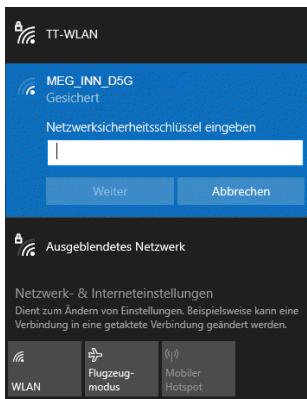 TT-WLAN
MEG_INN_D5G
Gesichert
Netzwerksicherheitsschlüssel eingeben
Weiter Abbrechen
Ausgeblendetes Netzwerk
Netzwerk- & Interneteinstellungen
Dient zum Ändern von Einstellungen. Beispielsweise kann eine
Verbindung in eine getaktete Verbindung geändert werden.
WLAN
Flugzeug-
modus
Mobiler
Hotspot